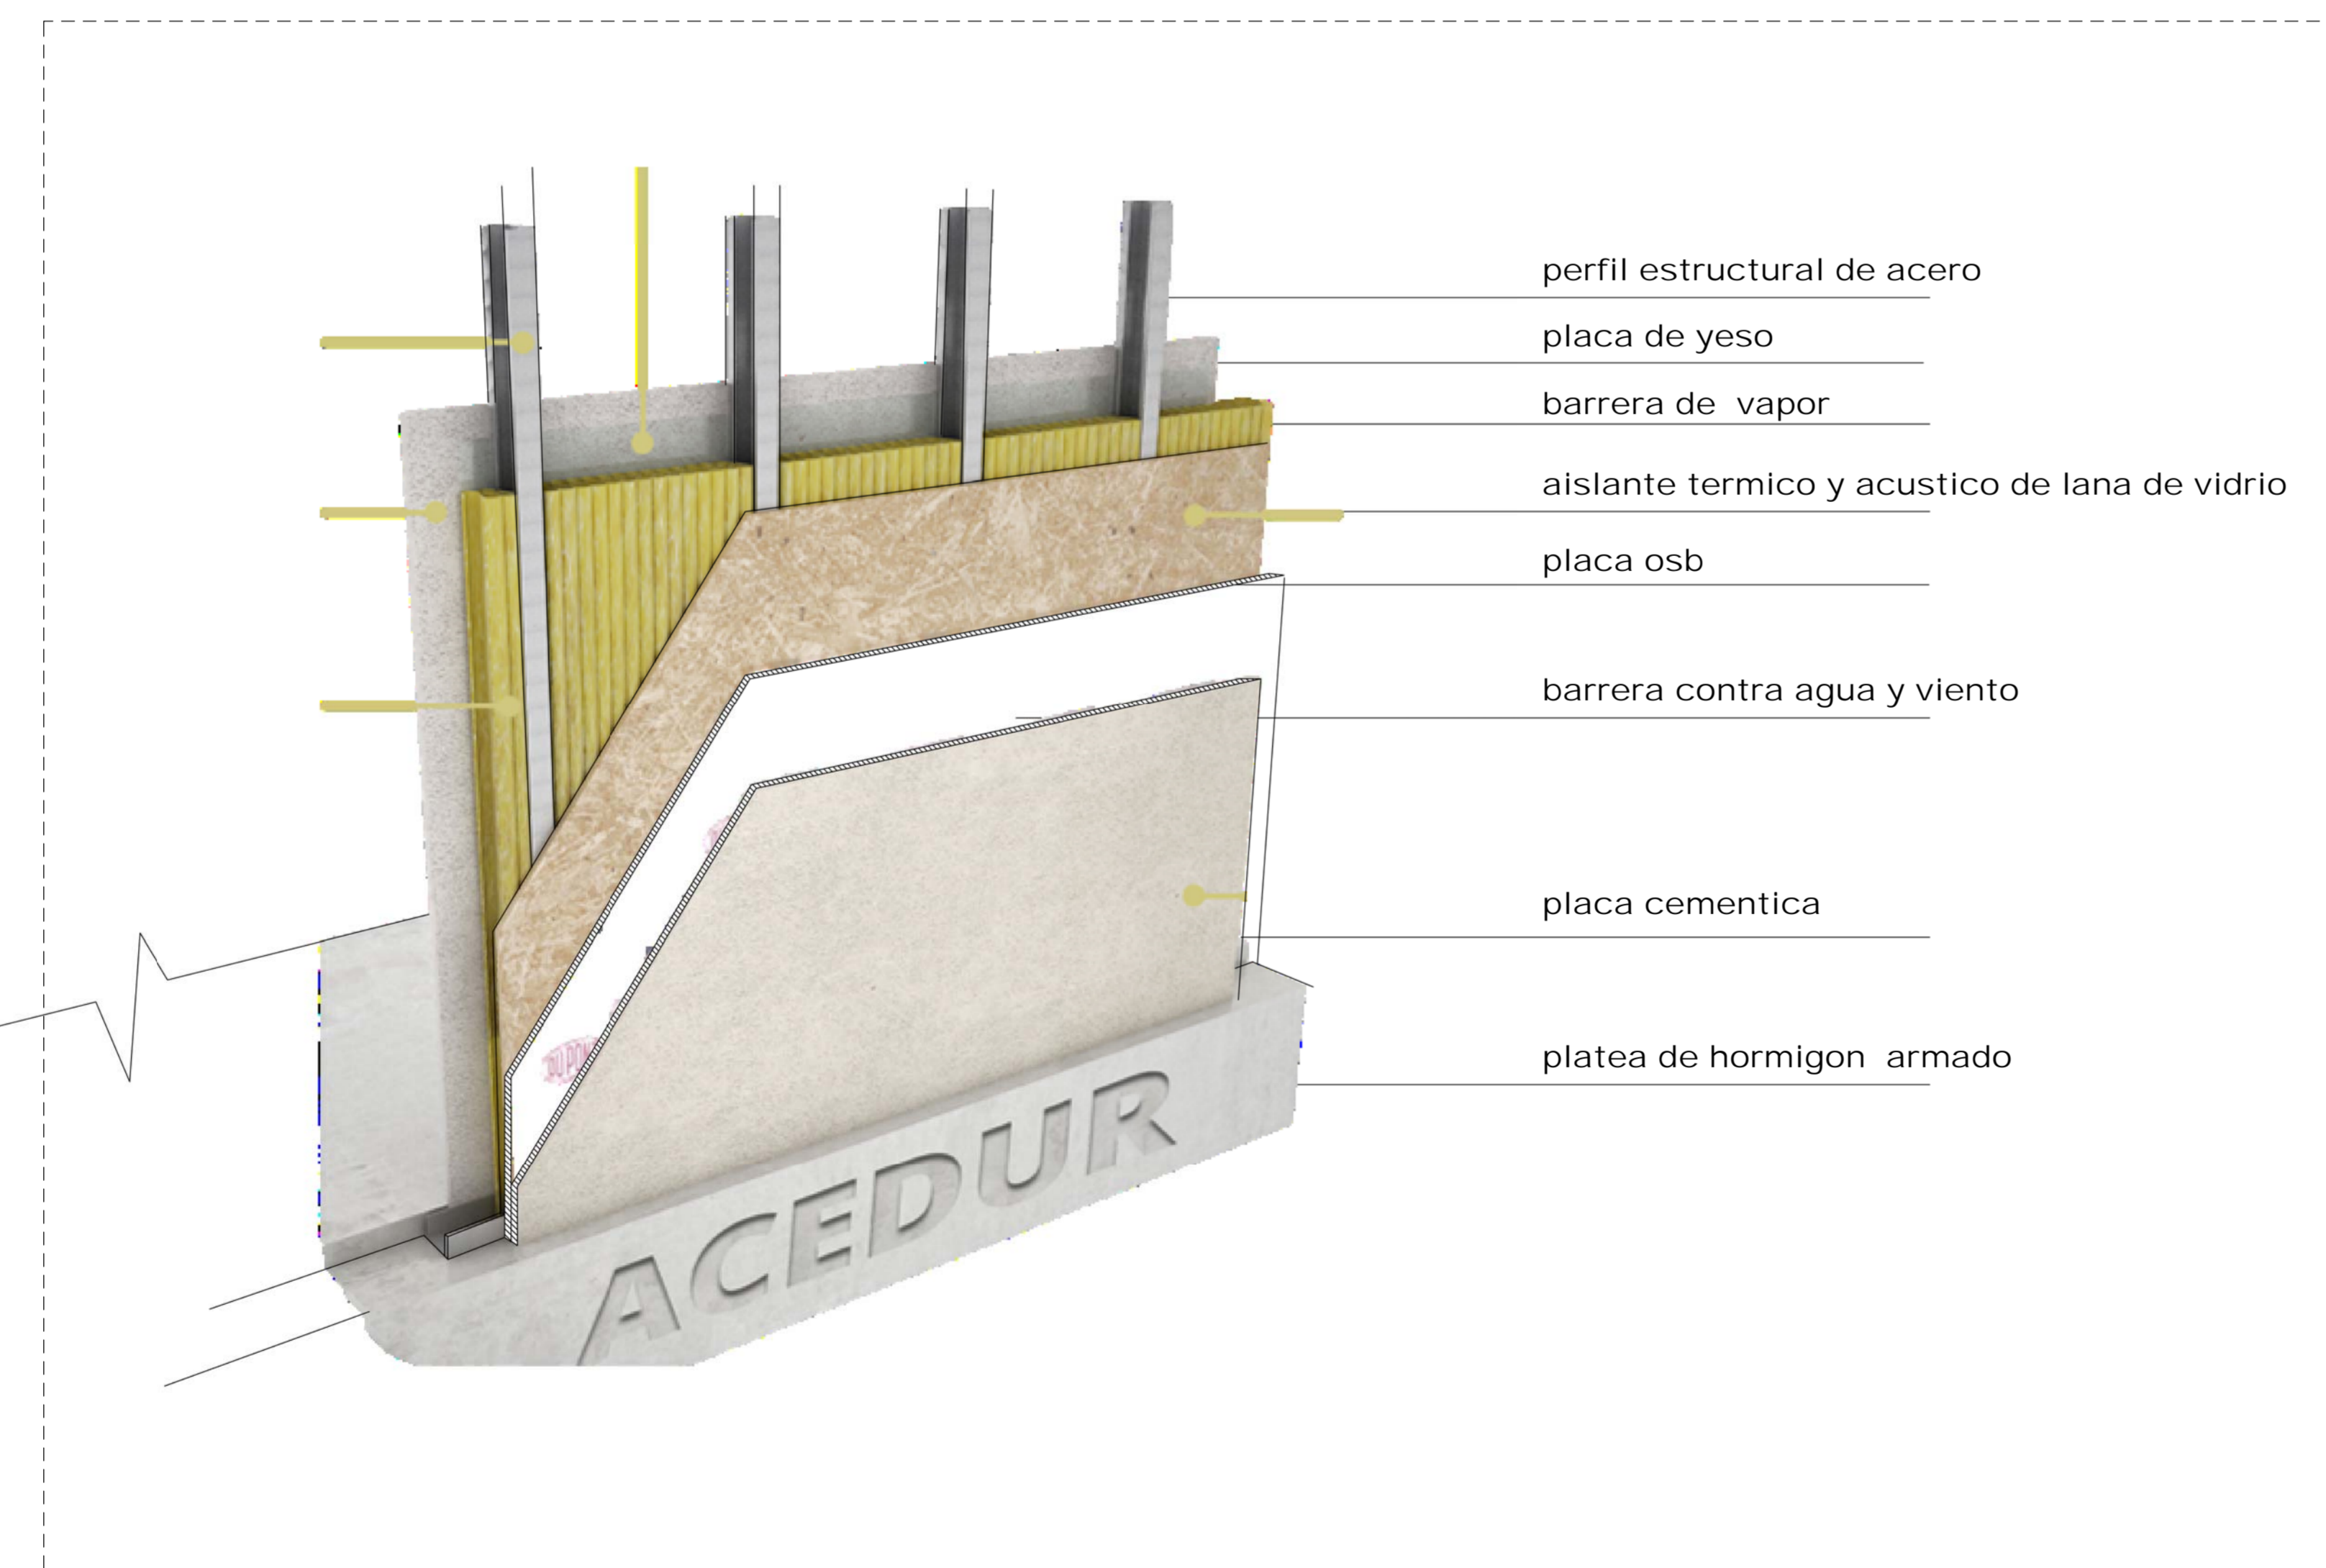 perfil estructural de acero
placa de yeso
barrera de vapor
aislante termico y acustico de lana de vidrio
placa osb
barrera contra agua y viento
placa cementica
platea de hormigon armado
DUPONT
ACEDUR